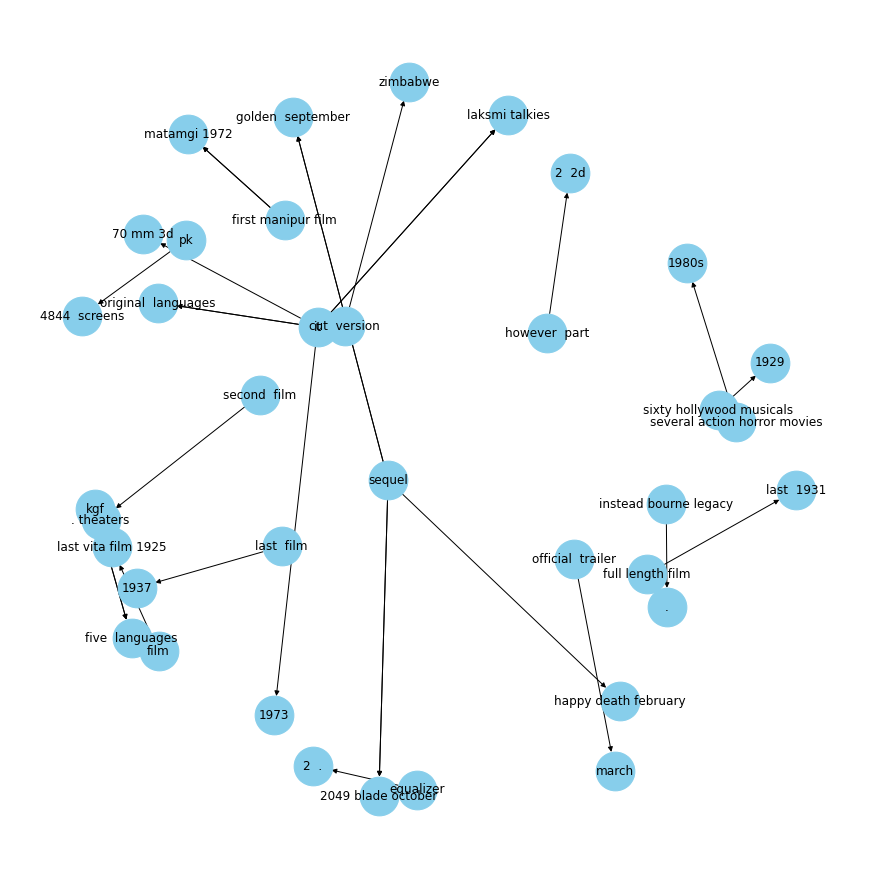 zimbabwe
golden  september
laksmi talkies
matamgi 1972
2  2d
first manipur film
70 mm 3d
pk
1980s
original  languages
4844  screens
it
cut  version
however  part
1929
second  film
sixty hollywood musicals
several action horror movies
sequel
last  1931
instead bourne legacy
kgf
. theaters
last vita film 1925
last  film
official  trailer
full length film
1937
.
five  languages
film
happy death february
1973
2  .
march
equalizer
2049 blade october